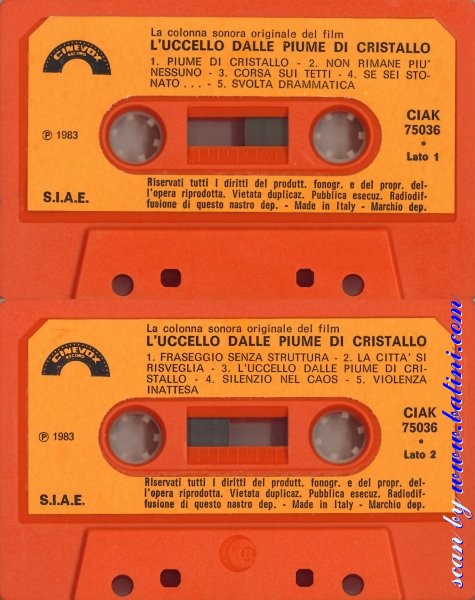 La colonna sonora originale del film
L'UCCELLO DALLE PIUME DI CRISTALLO
CINEVOX
RECORD
1. PIUME DI CRISTALLO - 2. NON RIMANE PIU'
NESSUNO - 3. CORSA SUI TETTI - 4. SE SEI STO-
NATO . . . - 5. SVOLTA DRAMMATICA
℗ 1983
CIAK
75036
•
Lato 1
S.I.A.E.
Riservati tutti i diritti del produtt. fonogr. e del propr. del-
l'opera riprodotta. Vietata duplicaz. Pubblica esecuz. Radiodif-
fusione di questo nastro dep. - Made in Italy - Marchio dep.
La colonna sonora originale del film
L'UCCELLO DALLE PIUME DI CRISTALLO
CINEVOX
RECORD
1. FRASEGGIO SENZA STRUTTURA - 2. LA CITTA' SI
RISVEGLIA - 3. L'UCCELLO DALLE PIUME DI CRI-
STALLO - 4. SILENZIO NEL CAOS - 5. VIOLENZA
INATTESA
℗ 1983
CIAK
75036
•
Lato 2
S.I.A.E.
Riservati tutti i diritti del produtt. fonogr. e del propr. del-
l'opera riprodotta. Vietata duplicaz. Pubblica esecuz. Radiodif-
fusione di questo nastro dep. - Made in Italy - Marchio dep.
scan by www.batini.com